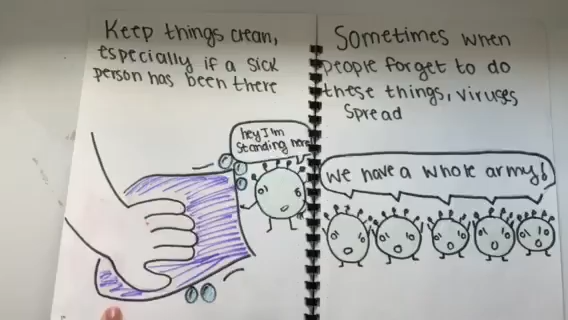 Keep things clean,
especially if a sick
person has been there
hey I'm
standing here
Sometimes when
people forget to do
these things, viruses
spread
we have a whole army!